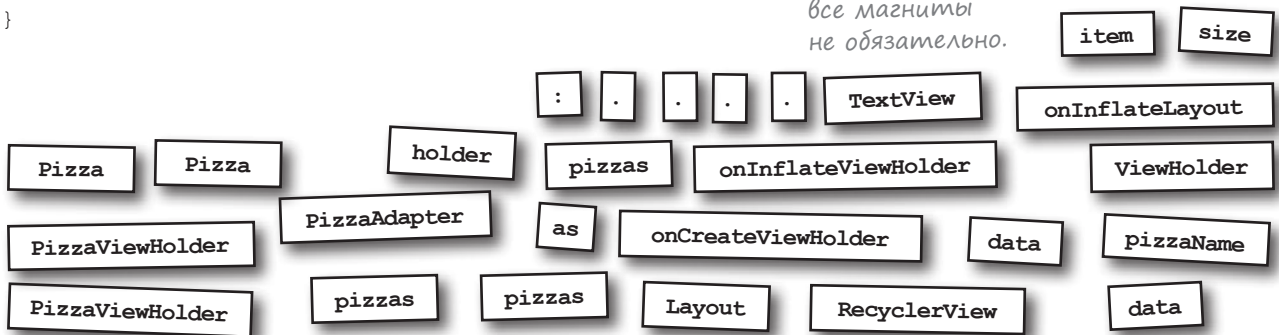 }
все магниты
не обязательно.
item
size
:
.
.
.
.
TextView
onInflateLayout
Pizza
Pizza
holder
pizzas
onInflateViewHolder
ViewHolder
PizzaViewHolder
PizzaAdapter
as
onCreateViewHolder
data
pizzaName
PizzaViewHolder
pizzas
pizzas
Layout
RecyclerView
data